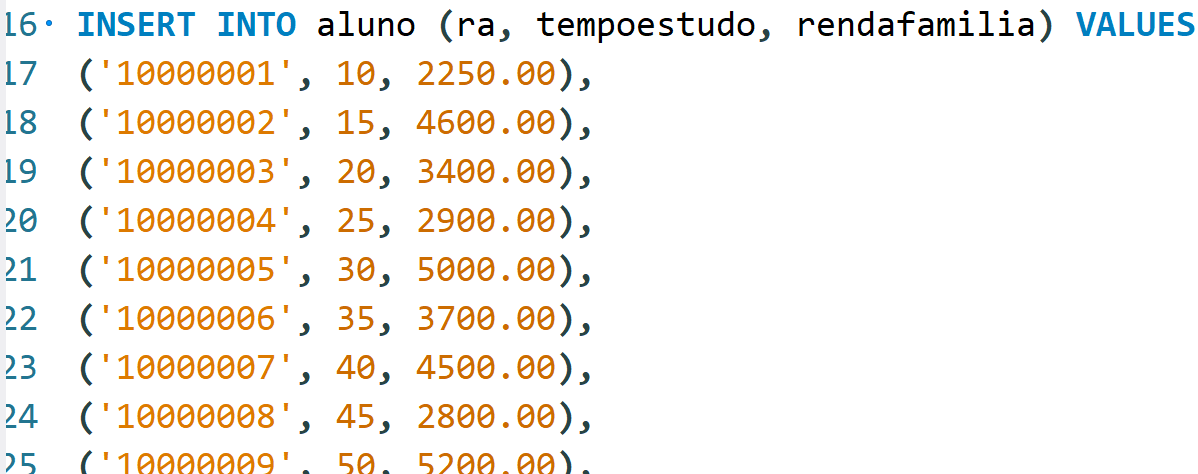 16 INSERT INTO aluno (ra, tempoestudo, rendafamilia) VALUES
17 ('10000001', 10, 2250.00),
18 ('10000002', 15, 4600.00),
19 ('10000003', 20, 3400.00),
20 ('10000004', 25, 2900.00),
21 ('10000005', 30, 5000.00),
22 ('10000006', 35, 3700.00),
23 ('10000007', 40, 4500.00),
24 ('10000008', 45, 2800.00),
25 ('10000009', 50, 5200.00),